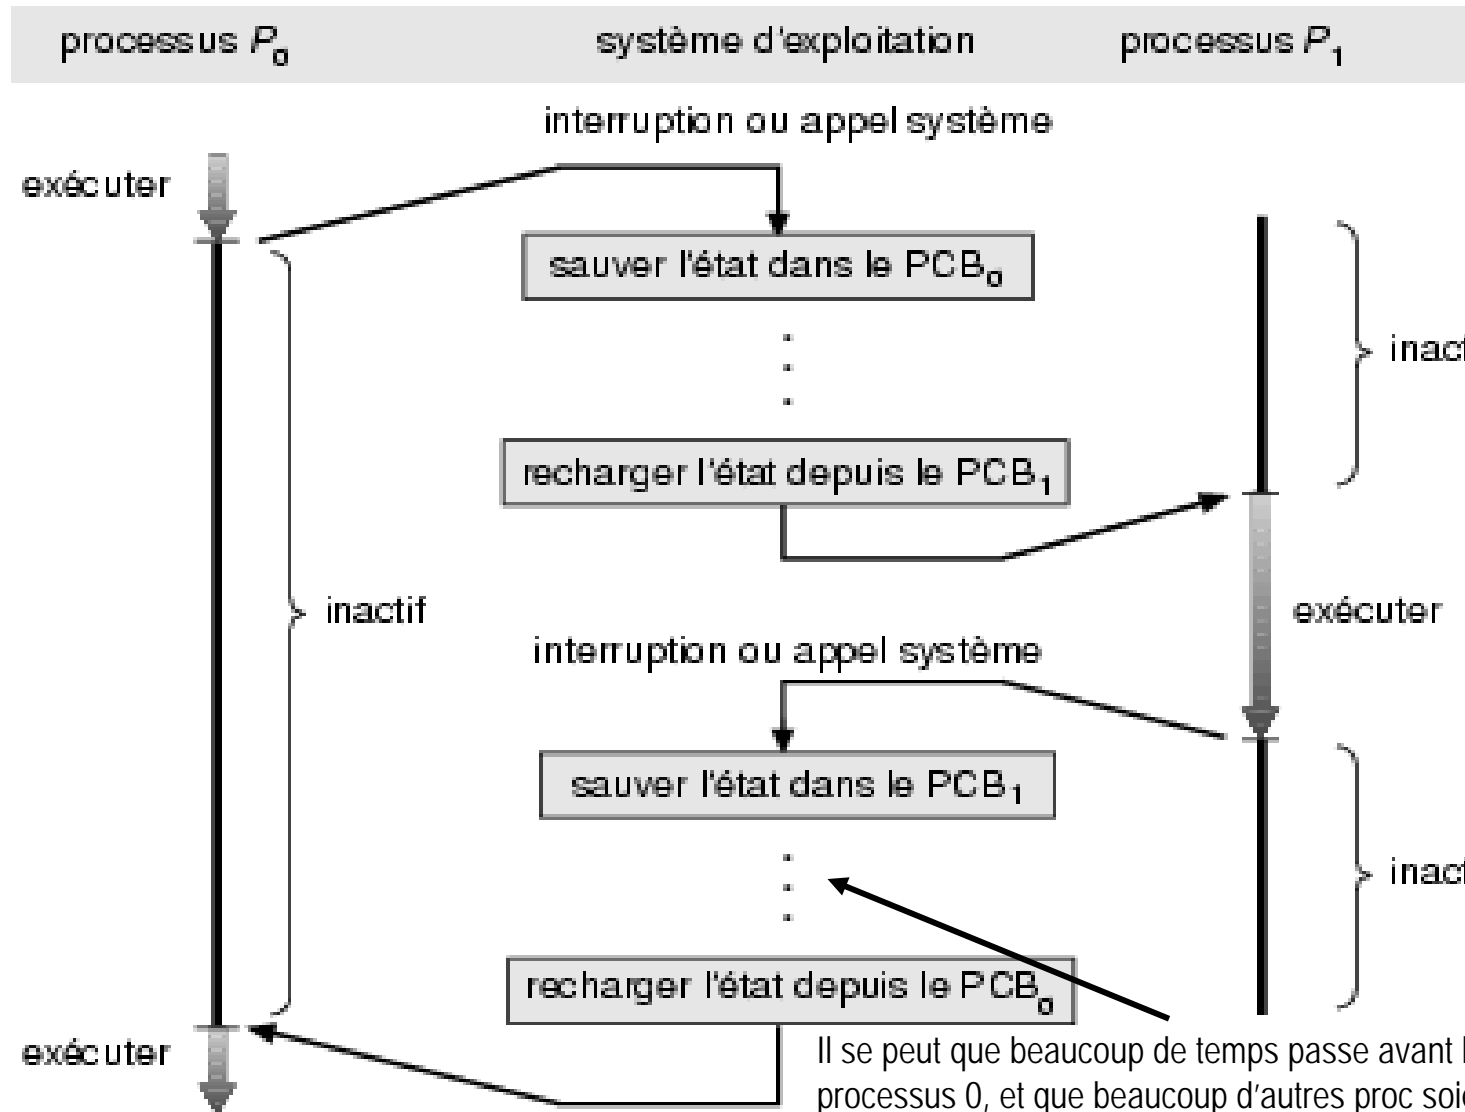 processus P0 système d'exploitation processus P1
interruption ou appel système
exécuter
sauver l'état dans le PCB0
inactif
recharger l'état depuis le PCB1
inactif
exécuter
interruption ou appel système
sauver l'état dans le PCB1
recharger l'état depuis le PCB0
exécuter
Il se peut que beaucoup de temps passe avant
processus 0, et que beaucoup d'autres proc